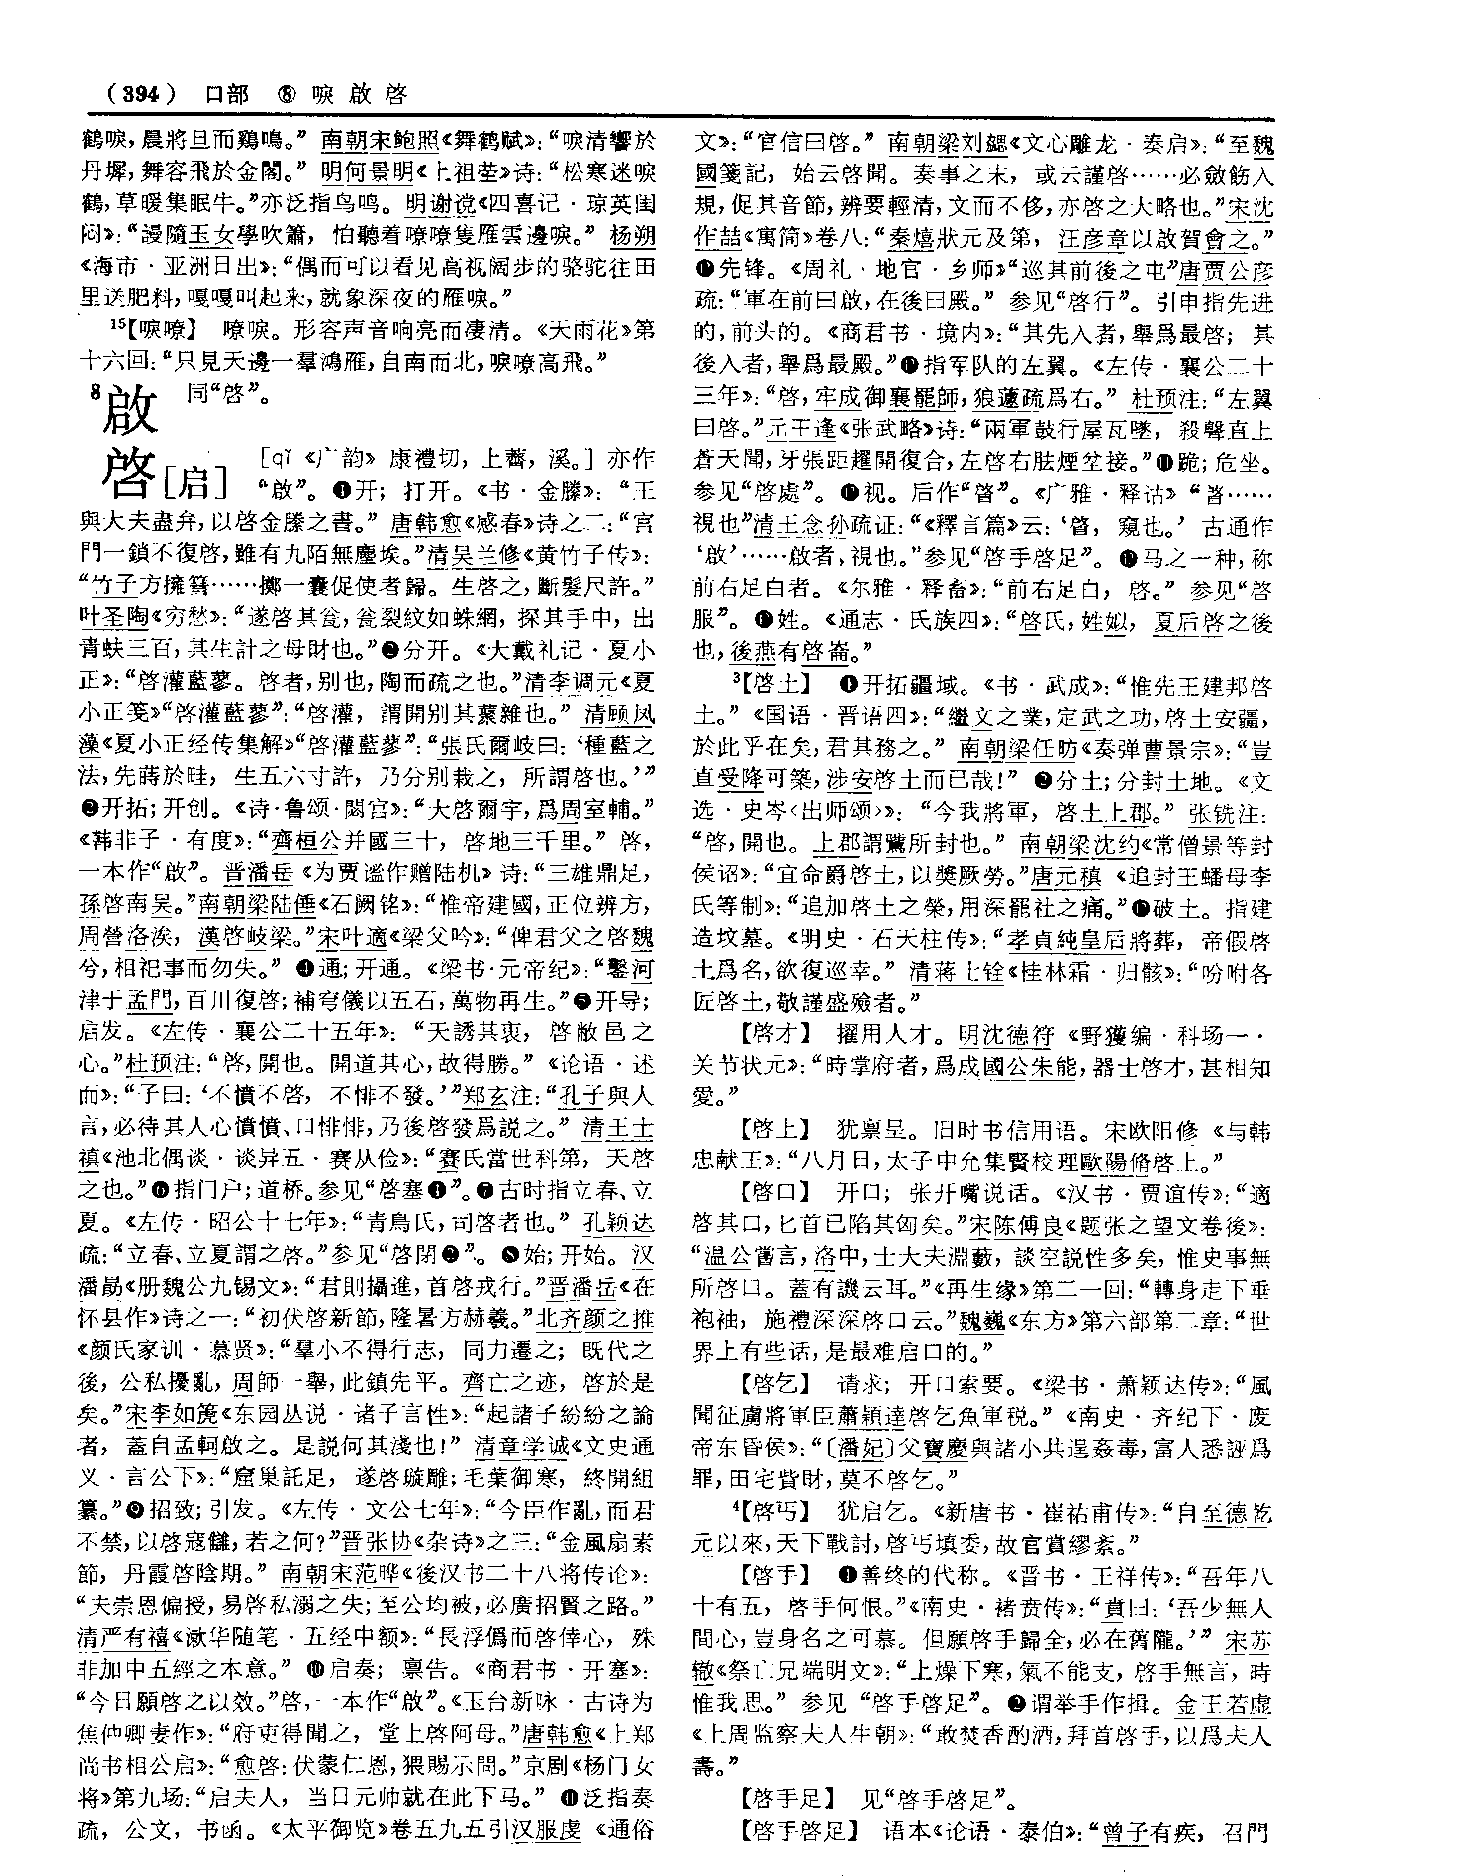 （394） 口部 ⑧ 唳 啟 啓
鹤唳，晨將旦而鷄鳴。”南朝宋鲍照《舞鹤赋》：“唳清響於
丹墀，舞容飛於金閣。”明何景明《上祖茔》诗：“松寒迷唳
鶴，草暖集眠牛。”亦泛指鸟鸣。明谢谠《四喜记·琼英闺
闷》：“謾隨玉女學吹簫，怕聽着嘹嘹隻雁雲邊唳。”杨朔
《海市·亚洲日出》：“偶而可以看见高视阔步的骆驼往田
里送肥料，嘎嘎叫起来，就象深夜的雁唳。”
15【唳嘹】 嘹唳。形容声音响亮而凄清。《天雨花》第
十六回：“只見天邊一羣鴻雁，自南而北，唳嘹高飛。”
8啟 同“啓”。
啓［启］ ［qǐ 《广韵》康禮切，上薺，溪。］亦作
“啟”。❶开；打开。《书·金縢》：“王
與大夫盡弁，以啓金縢之書。”唐韩愈《感春》诗之二：“宫
門一鎖不復啓，雖有九陌無塵埃。”清吴兰修《黄竹子传》：
“竹子方擁篲……擲一囊促使者歸。生啓之，斷髮尺許。”
叶圣陶《穷愁》：“遂啓其瓮，瓮裂紋如蛛網，探其手中，出
青蚨三百，其生計之母財也。”❷分开。《大戴礼记·夏小
正》：“啓灌藍蓼。啓者，别也，陶而疏之也。”清李调元《夏
小正笺》“啓灌藍蓼”：“啓灌，謂開别其叢雜也。”清顾凤
藻《夏小正经传集解》“啓灌藍蓼”：“張氏爾岐曰：‘種藍之
法，先蒔於畦，生五六寸許，乃分别栽之，所謂啓也。’”
❷开拓；开创。《诗·鲁颂·閟宫》：“大啓爾宇，爲周室輔。”
《韩非子·有度》：“齊桓公并國三十，啓地三千里。”啓，
一本作“啟”。晋潘岳《为贾谧作赠陆机》诗：“三雄鼎足，
孫啓南吴。”南朝梁陆倕《石阙铭》：“惟帝建國，正位辨方，
周營洛涘，漢啓岐梁。”宋叶適《梁父吟》：“俾君父之啓魏
兮，相祀事而勿失。”❹通；开通。《梁书·元帝纪》：“鑿河
津于孟門，百川復啓；補穹儀以五石，萬物再生。”❺开导；
启发。《左传·襄公二十五年》：“天誘其衷，啓敝邑之
心。”杜预注：“啓，開也。開道其心，故得勝。”《论语·述
而》：“子曰：‘不憤不啓，不悱不發。’”郑玄注：“孔子與人
言，必待其人心憤憤、口悱悱，乃後啓發爲説之。”清王士
禛《池北偶谈·谈异五·赛从俭》：“賽氏當世科第，天啓
之也。”❻指门户；道桥。参见“啓塞❶”。❼古时指立春、立
夏。《左传·昭公十七年》：“青鳥氏，司啓者也。”孔颖达
疏：“立春、立夏謂之啓。”参见“啓閉❷”。❽始；开始。汉
潘勗《册魏公九锡文》：“君則攝進，首啓戎行。”晋潘岳《在
怀县作》诗之一：“初伏啓新節，隆暑方赫羲。”北齐颜之推
《颜氏家训·慕贤》：“羣小不得行志，同力遷之；既代之
後，公私擾亂，周師一舉，此鎮先平。齊亡之迹，啓於是
矣。”宋李如篪《东园丛说·诸子言性》：“起諸子紛紛之論
者，蓋自孟軻啟之。是説何其淺也！”清章学诚《文史通
义·言公下》：“窟巢託足，遂啓璇雕；毛葉御寒，終開組
纂。”❾招致；引发。《左传·文公七年》：“今臣作亂，而君
不禁，以啓寇讎，若之何？”晋张协《杂诗》之三：“金風扇素
節，丹霞啓陰期。”南朝宋范晔《後汉书二十八将传论》：
“夫崇恩偏授，易啓私溺之失；至公均被，必廣招賢之路。”
清严有禧《漱华随笔·五经中额》：“長浮僞而啓倖心，殊
非加中五經之本意。”❿启奏；禀告。《商君书·开塞》：
“今日願啓之以效。”啓，一本作“啟”。《玉台新咏·古诗为
焦仲卿妻作》：“府吏得聞之，堂上啓阿母。”唐韩愈《上郑
尚书相公启》：“愈啓：伏蒙仁恩，猥賜示問。”京剧《杨门女
将》第九场：“启夫人，当日元帅就在此下马。”⓫泛指奏
疏，公文，书函。《太平御览》卷五九五引汉服虔《通俗
文》：“官信曰啓。”南朝梁刘勰《文心雕龙·奏启》：“至魏
國箋記，始云啓聞。奏事之末，或云謹啓……必斂飭入
規，促其音節，辨要輕清，文而不侈，亦啓之大略也。”宋沈
作喆《寓简》卷八：“秦熺狀元及第，汪彦章以啟賀會之。”
⓬先锋。《周礼·地官·乡师》“巡其前後之屯”唐贾公彦
疏：“軍在前曰啟，在後曰殿。”参见“啓行”。引申指先进
的，前头的。《商君书·境内》：“其先入者，舉爲最啓；其
後入者，舉爲最殿。”⓭指军队的左翼。《左传·襄公二十
三年》：“啓，牢成御襄罷師，狼蘧疏爲右。”杜预注：“左翼
曰啓。”元王逢《张武略》诗：“兩軍鼓行屋瓦墜，殺聲直上
蒼天聞，牙張距趯開復合，左啓右胠煙坌接。”⓮跪；危坐。
参见“啓處”。⓯视。后作“晵”。《广雅·释诂》“晵……
視也”清王念孙疏证：“《釋言篇》云：‘晵，窺也。’古通作
‘啟’……啟者，視也。”参见“啓手啓足”。⓰马之一种，称
前右足白者。《尔雅·释畜》：“前右足白，啓。”参见“啓
服”。⓱姓。《通志·氏族四》：“啓氏，姓姒，夏后啓之後
也，後燕有啓崙。”
3【啓土】 ❶开拓疆域。《书·武成》：“惟先王建邦啓
土。”《国语·晋语四》：“繼文之業，定武之功，啓土安疆，
於此乎在矣，君其務之。”南朝梁任昉《奏弹曹景宗》：“豈
直受降可築，涉安啓土而已哉！”❷分土；分封土地。《文
选·史岑〈出师颂〉》：“今我將軍，啓土上郡。”张铣注：
“啓，開也。上郡謂騭所封也。”南朝梁沈约《常僧景等封
侯诏》：“宜命爵啓土，以奬厥勞。”唐元稹《追封王蟠母李
氏等制》：“追加啓土之榮，用深罷社之痛。”❸破土。指建
造坟墓。《明史·石天柱传》：“孝貞純皇后將葬，帝假啓
土爲名，欲復巡幸。”清蒋士铨《桂林霜·归骸》：“吩咐各
匠啓土，敬謹盛殮者。”
【啓才】 擢用人才。明沈德符《野獲编·科场一·
关节状元》：“時掌府者，爲成國公朱能，器士啓才，甚相知
愛。”
【啓上】 犹禀呈。旧时书信用语。宋欧阳修《与韩
忠献王》：“八月日，太子中允集賢校理歐陽脩啓上。”
【啓口】 开口；张开嘴说话。《汉书·贾谊传》：“適
啓其口，匕首已陷其匈矣。”宋陈傅良《题张之望文卷後》：
“温公嘗言，洛中，士大夫淵藪，談空説性多矣，惟史事無
所啓口。蓋有譏云耳。”《再生缘》第二一回：“轉身走下垂
袍袖，施禮深深啓口云。”魏巍《东方》第六部第二章：“世
界上有些话，是最难启口的。”
【啓乞】 请求；开口索要。《梁书·萧颖达传》：“風
聞征虜將軍臣蕭穎達啓乞魚軍税。”《南史·齐纪下·废
帝东昏侯》：“〔潘妃〕父寶慶與諸小共逞姦毒，富人悉誣爲
罪，田宅貲財，莫不啓乞。”
4【啓丐】 犹启乞。《新唐书·崔祐甫传》：“自至德乾
元以來，天下戰討，啓丐填委，故官賞繆紊。”
【啓手】 ❶善终的代称。《晋书·王祥传》：“吾年八
十有五，啓手何恨。”《南史·褚贲传》：“賁曰：‘吾少無人
間心，豈身名之可慕。但願啓手歸全，必在舊隴。’”宋苏
辙《祭亡兄端明文》：“上燥下寒，氣不能支，啓手無言，時
惟我思。”参见“啓手啓足”。❷谓举手作揖。金王若虚
《上周监察夫人生朝》：“敢焚香酌酒，拜首啓手，以爲夫人
壽。”
【啓手足】 见“啓手啓足”。
【啓手啓足】 语本《论语·泰伯》：“曾子有疾，召門